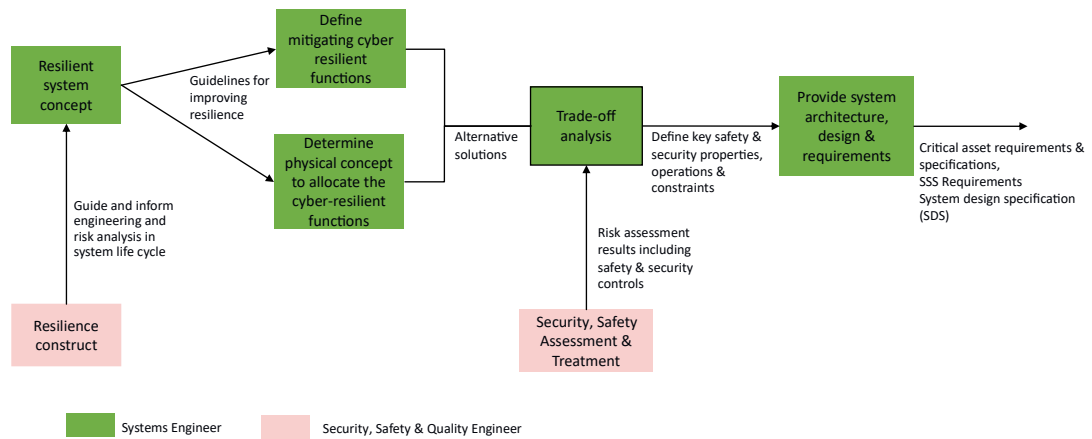 Define
mitigating cyber
resilient
functions
Resilient
system
concept
Guidelines for
improving
resilience
Determine
physical concept
to allocate the
cyber-resilient
functions
Alternative
solutions
Trade-off
analysis
Define key safety &
security properties,
operations &
constraints
Provide system
architecture,
design &
requirements
Critical asset requirements &
specifications,
SSS Requirements
System design specification
(SDS)
Guide and inform
engineering and
risk analysis in
system life cycle
Risk assessment
results including
safety & security
controls
Resilience
construct
Security, Safety
Assessment &
Treatment
Systems Engineer
Security, Safety & Quality Engineer